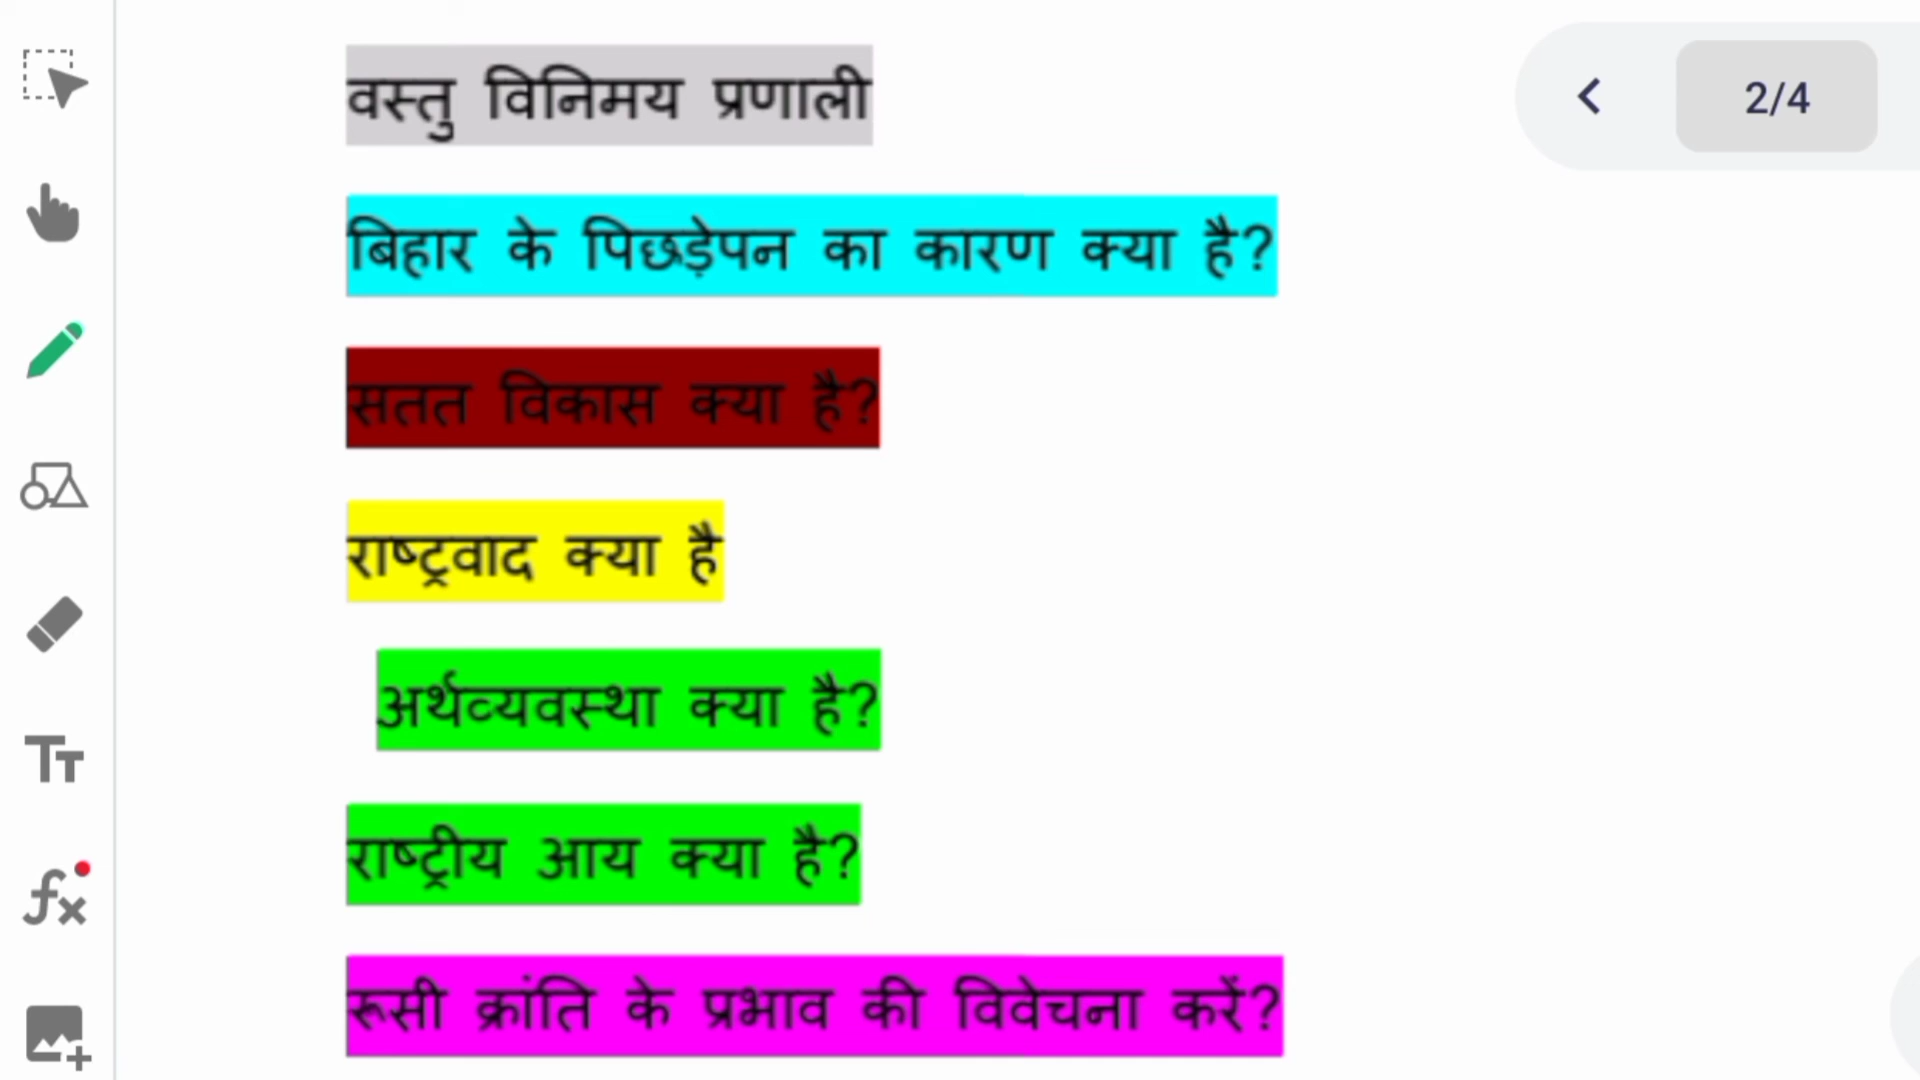 वस्तु विनिमय प्रणाली
2/4
बिहार के पिछड़ेपन का कारण क्या है?
सतत विकास क्या है?
राष्ट्रवाद क्या है
अर्थव्यवस्था क्या है?
राष्ट्रीय आय क्या है?
रूसी क्रांति के प्रभाव की विवेचना करें?